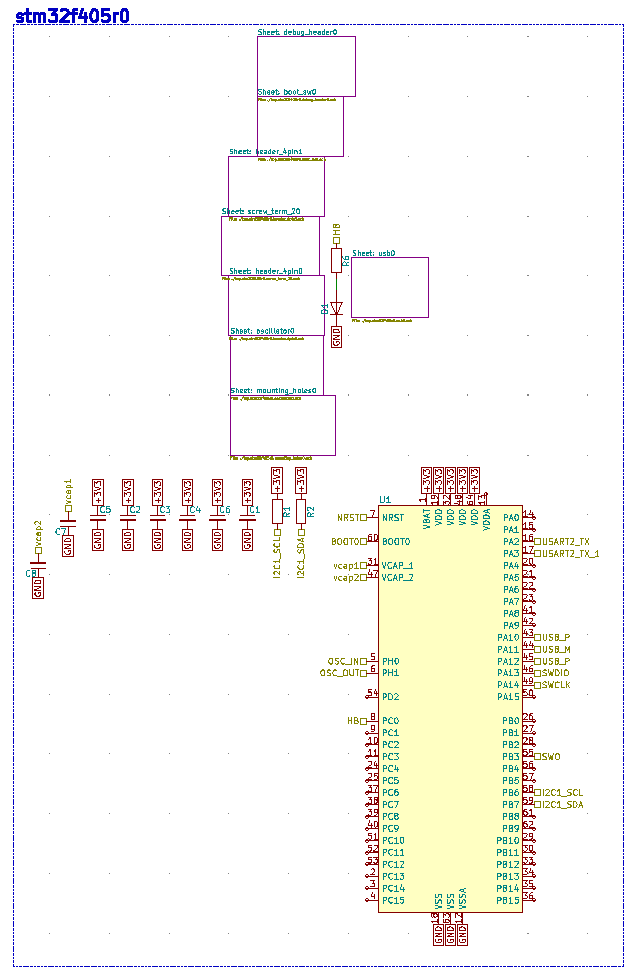 stm32f405r0
Sheet: debug_header0
Sheet: boot_sw0
Sheet: header_4pin1
Sheet: screw_term_20
Sheet: header_4pin0
Sheet: oscillator0
Sheet: mounting_holes0
Sheet: usb0
HB
R6
D1
GND
vcap2
C8
GND
vcap1
C7
GND
+3V3
C5
GND
+3V3
C2
GND
+3V3
C3
GND
+3V3
C4
GND
+3V3
C6
GND
+3V3
C1
GND
+3V3
R1
I2C1_SCL
+3V3
R2
I2C1_SDA
U1
+3V3 +3V3 +3V3 +3V3 +3V3
1 19 32 48 64 13
VBAT VDD VDD VDD VDD VDDA
NRST 7 NRST
BOOT0 60 BOOT0
vcap1 31 VCAP_1
vcap2 47 VCAP_2
OSC_IN 5 PH0
OSC_OUT 6 PH1
54 PD2
HB 8 PC0
9 PC1
10 PC2
11 PC3
24 PC4
25 PC5
37 PC6
38 PC7
39 PC8
40 PC9
51 PC10
52 PC11
53 PC12
2 PC13
3 PC14
4 PC15
PA0 14
PA1 15
PA2 16 USART2_TX
PA3 17 USART2_TX_1
PA4 20
PA5 21
PA6 22
PA7 23
PA8 41
PA9 42
PA10 43 USB_P
PA11 44 USB_M
PA12 45 USB_P
PA13 46 SWDIO
PA14 49 SWCLK
PA15 50
PB0 26
PB1 27
PB2 28
PB3 55 SWO
PB4 56
PB5 57
PB6 58 I2C1_SCL
PB7 59 I2C1_SDA
PB8 61
PB9 62
PB10 29
PB11 30
PB12 33
PB13 34
PB14 35
PB15 36
VSS VSS VSSA
18 63 12
GND GND GND